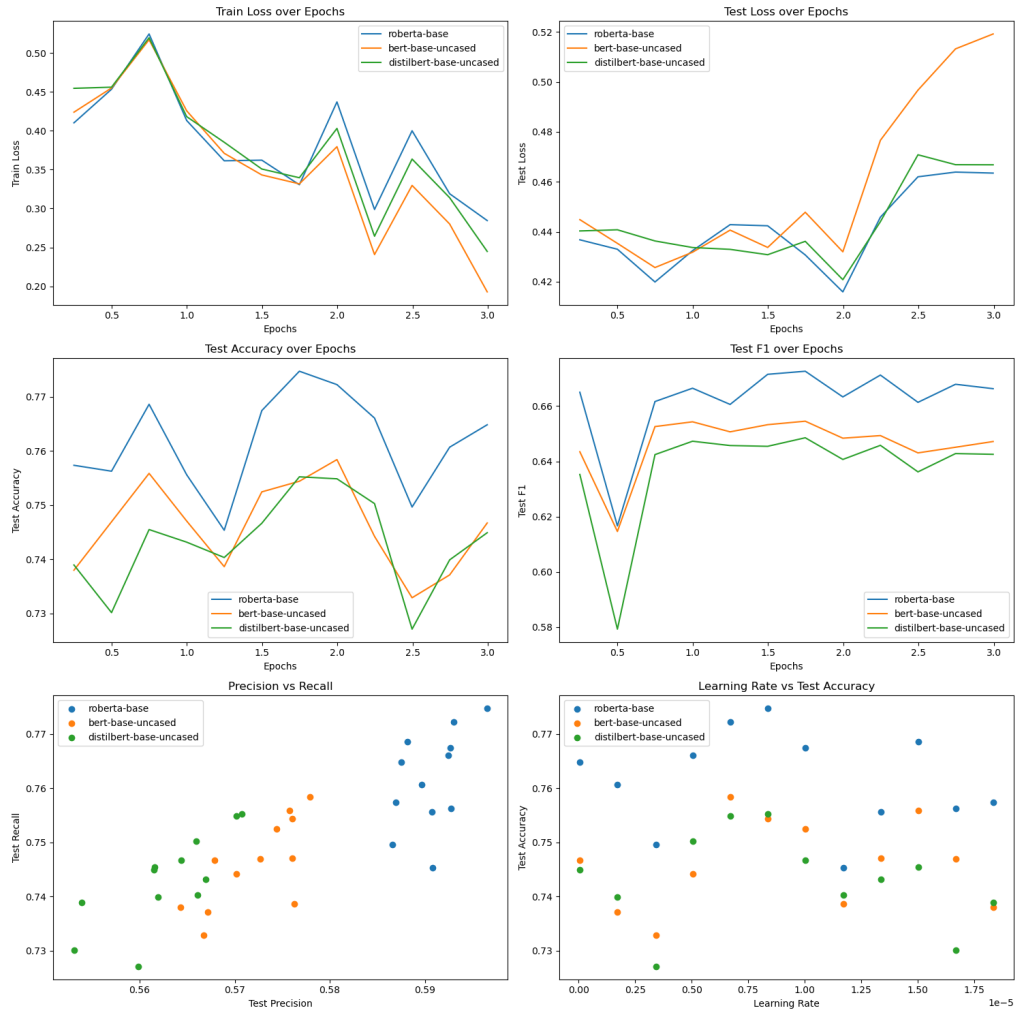 Train Loss over Epochs
roberta-base
bert-base-uncased
distilbert-base-uncased
0.50
0.45
0.40
0.35
0.30
0.25
0.20
Train Loss
0.5 1.0 1.5 2.0 2.5 3.0
Epochs
Test Loss over Epochs
roberta-base
bert-base-uncased
distilbert-base-uncased
0.52
0.50
0.48
0.46
0.44
0.42
Test Loss
0.5 1.0 1.5 2.0 2.5 3.0
Epochs
Test Accuracy over Epochs
0.77
0.76
0.75
0.74
0.73
Test Accuracy
roberta-base
bert-base-uncased
distilbert-base-uncased
0.5 1.0 1.5 2.0 2.5 3.0
Epochs
Test F1 over Epochs
0.66
0.64
0.62
0.60
0.58
Test F1
roberta-base
bert-base-uncased
distilbert-base-uncased
0.5 1.0 1.5 2.0 2.5 3.0
Epochs
Precision vs Recall
roberta-base
bert-base-uncased
distilbert-base-uncased
0.77
0.76
0.75
0.74
0.73
Test Recall
0.56 0.57 0.58 0.59
Test Precision
Learning Rate vs Test Accuracy
roberta-base
bert-base-uncased
distilbert-base-uncased
0.77
0.76
0.75
0.74
0.73
Test Accuracy
0.00 0.25 0.50 0.75 1.00 1.25 1.50 1.75
1e−5
Learning Rate